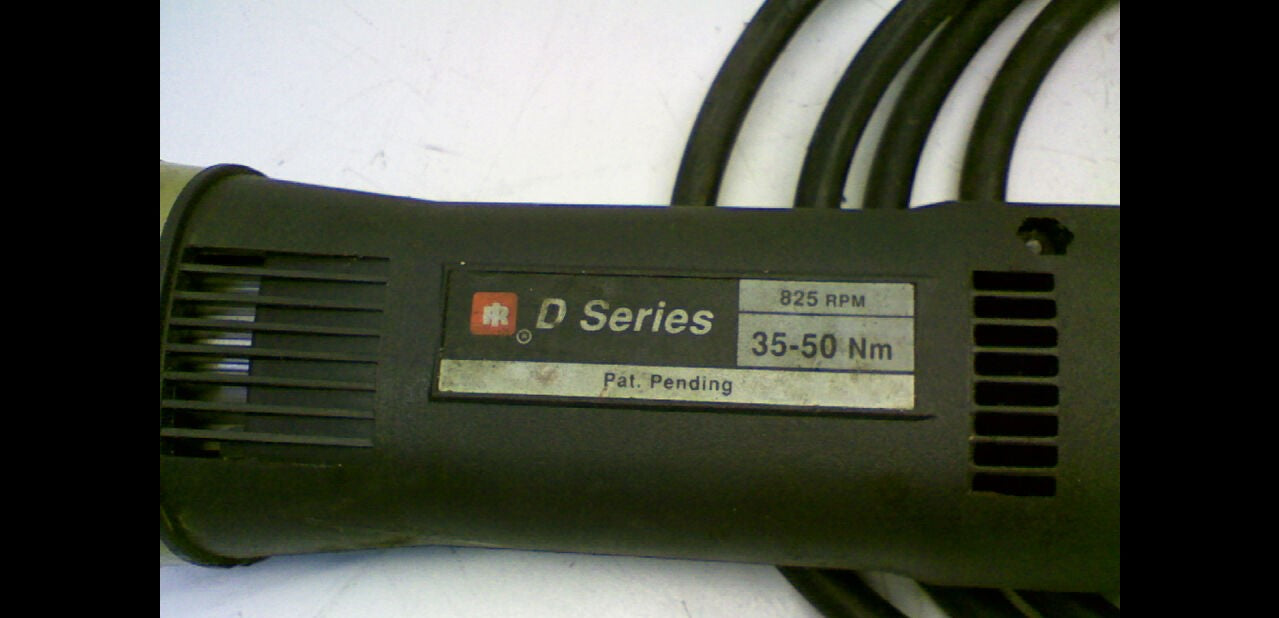 IR ® D Series
825 RPM
35-50 Nm
Pat. Pending